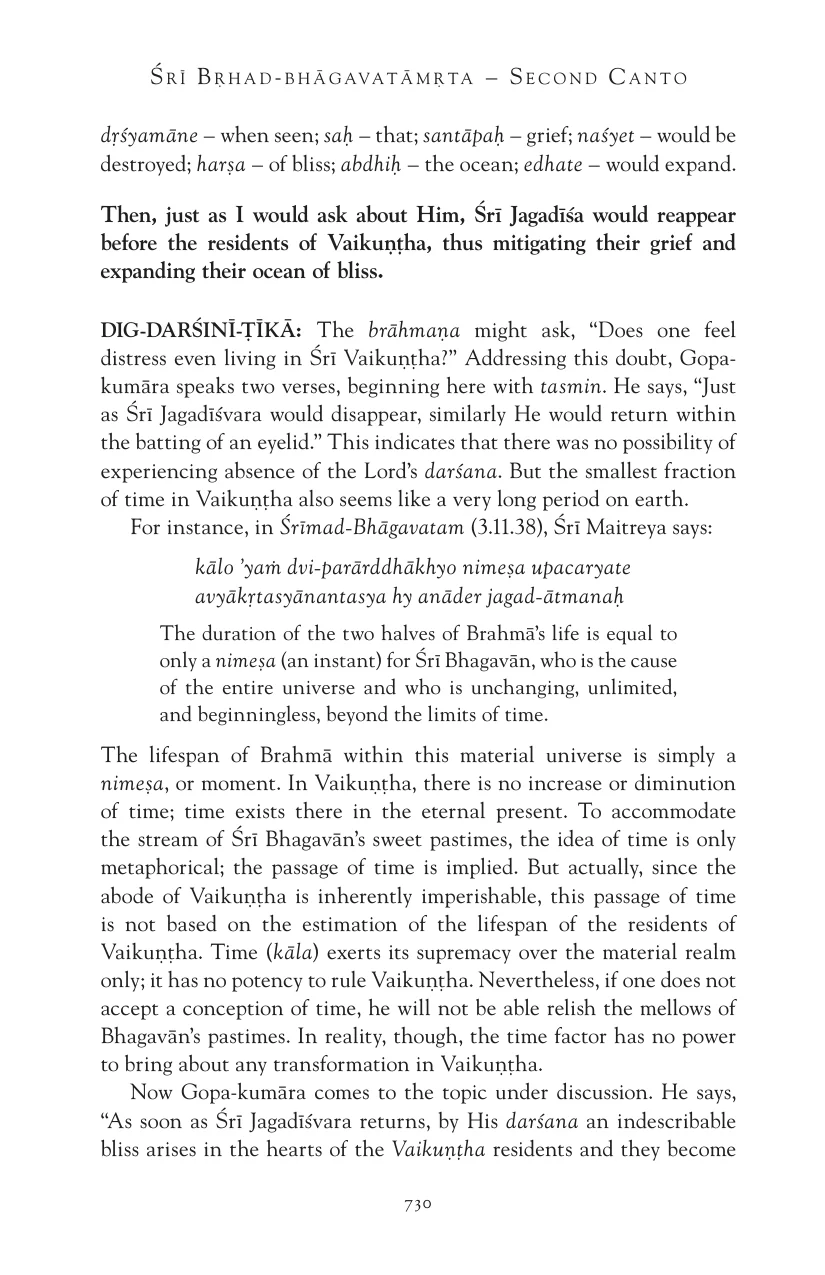 ŚRĪ BṚHAD-BHĀGAVATĀMṚTA – SECOND CANTO
dṛśyamāne – when seen; saḥ – that; santāpaḥ – grief; naśyet – would be
destroyed; harṣa – of bliss; abdhiḥ – the ocean; edhate – would expand.
Then, just as I would ask about Him, Śrī Jagadīśa would reappear
before the residents of Vaikuṇṭha, thus mitigating their grief and
expanding their ocean of bliss.
DIG-DARŚINĪ-ṬĪKĀ: The brāhmaṇa might ask, “Does one feel
distress even living in Śrī Vaikuṇṭha?” Addressing this doubt, Gopa-
kumāra speaks two verses, beginning here with tasmin. He says, “Just
as Śrī Jagadīśvara would disappear, similarly He would return within
the batting of an eyelid.” This indicates that there was no possibility of
experiencing absence of the Lord’s darśana. But the smallest fraction
of time in Vaikuṇṭha also seems like a very long period on earth.
For instance, in Śrīmad-Bhāgavatam (3.11.38), Śrī Maitreya says:
kālo ’yaṁ dvi-parārddhākhyo nimeṣa upacaryate
avyākṛtasyānantasya hy anāder jagad-ātmanaḥ
The duration of the two halves of Brahmā’s life is equal to
only a nimeṣa (an instant) for Śrī Bhagavān, who is the cause
of the entire universe and who is unchanging, unlimited,
and beginningless, beyond the limits of time.
The lifespan of Brahmā within this material universe is simply a
nimeṣa, or moment. In Vaikuṇṭha, there is no increase or diminution
of time; time exists there in the eternal present. To accommodate
the stream of Śrī Bhagavān’s sweet pastimes, the idea of time is only
metaphorical; the passage of time is implied. But actually, since the
abode of Vaikuṇṭha is inherently imperishable, this passage of time
is not based on the estimation of the lifespan of the residents of
Vaikuṇṭha. Time (kāla) exerts its supremacy over the material realm
only; it has no potency to rule Vaikuṇṭha. Nevertheless, if one does not
accept a conception of time, he will not be able relish the mellows of
Bhagavān’s pastimes. In reality, though, the time factor has no power
to bring about any transformation in Vaikuṇṭha.
Now Gopa-kumāra comes to the topic under discussion. He says,
“As soon as Śrī Jagadīśvara returns, by His darśana an indescribable
bliss arises in the hearts of the Vaikuṇṭha residents and they become
730